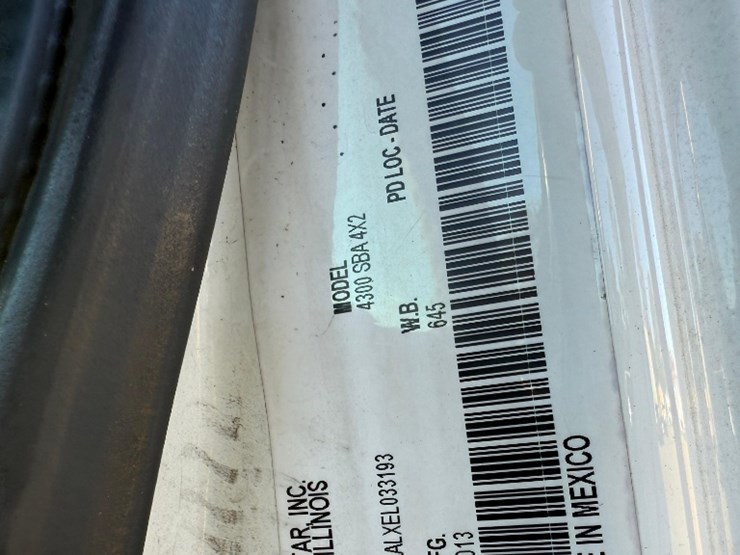 TAR, INC.
ILLINOIS
MODEL
4300 SBA 4X2
ALXEL033193
W.B.
645
PD LOC - DATE
FG.
013
E IN MEXICO